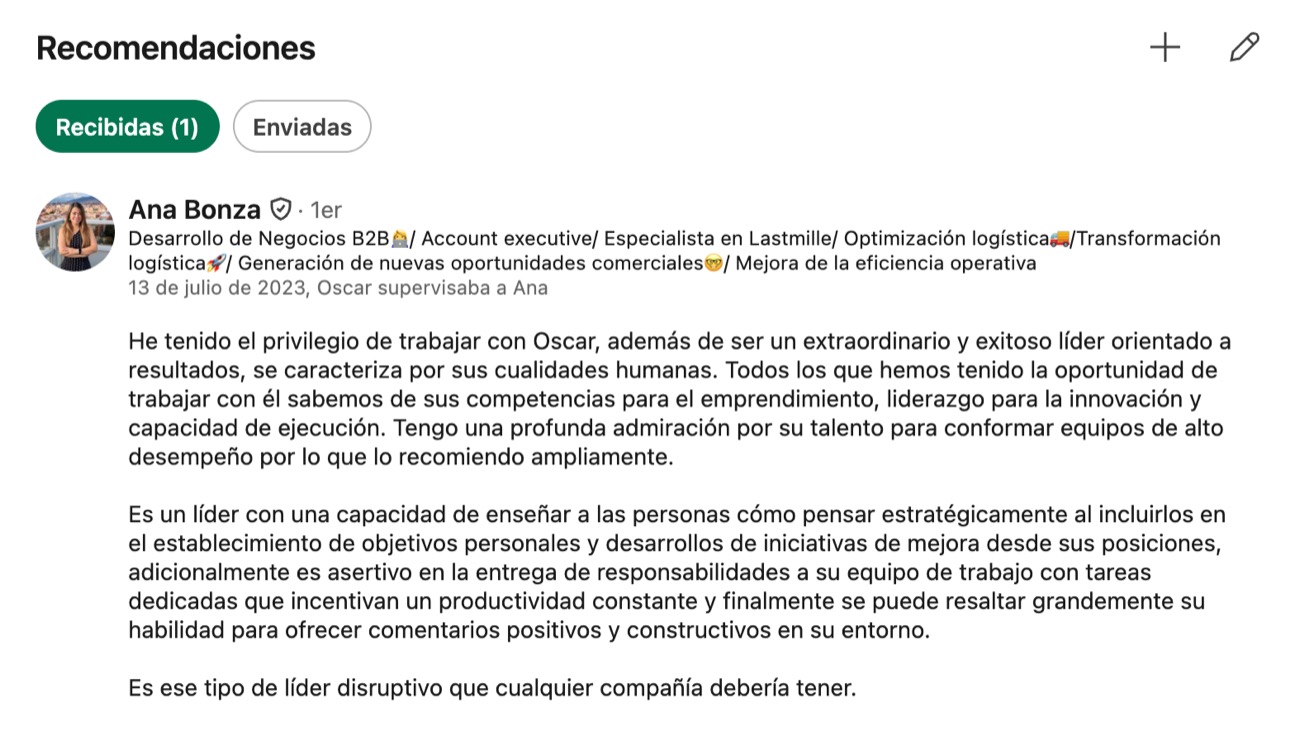 Recomendaciones
Recibidas (1)
Enviadas
Ana Bonza · 1er
Desarrollo de Negocios B2B👩‍💻/ Account executive/ Especialista en Lastmille/ Optimización logística🚚/Transformación
logística🚀/ Generación de nuevas oportunidades comerciales🤓/ Mejora de la eficiencia operativa
13 de julio de 2023, Oscar supervisaba a Ana
He tenido el privilegio de trabajar con Oscar, además de ser un extraordinario y exitoso líder orientado a
resultados, se caracteriza por sus cualidades humanas. Todos los que hemos tenido la oportunidad de
trabajar con él sabemos de sus competencias para el emprendimiento, liderazgo para la innovación y
capacidad de ejecución. Tengo una profunda admiración por su talento para conformar equipos de alto
desempeño por lo que lo recomiendo ampliamente.
Es un líder con una capacidad de enseñar a las personas cómo pensar estratégicamente al incluirlos en
el establecimiento de objetivos personales y desarrollos de iniciativas de mejora desde sus posiciones,
adicionalmente es asertivo en la entrega de responsabilidades a su equipo de trabajo con tareas
dedicadas que incentivan un productividad constante y finalmente se puede resaltar grandemente su
habilidad para ofrecer comentarios positivos y constructivos en su entorno.
Es ese tipo de líder disruptivo que cualquier compañía debería tener.